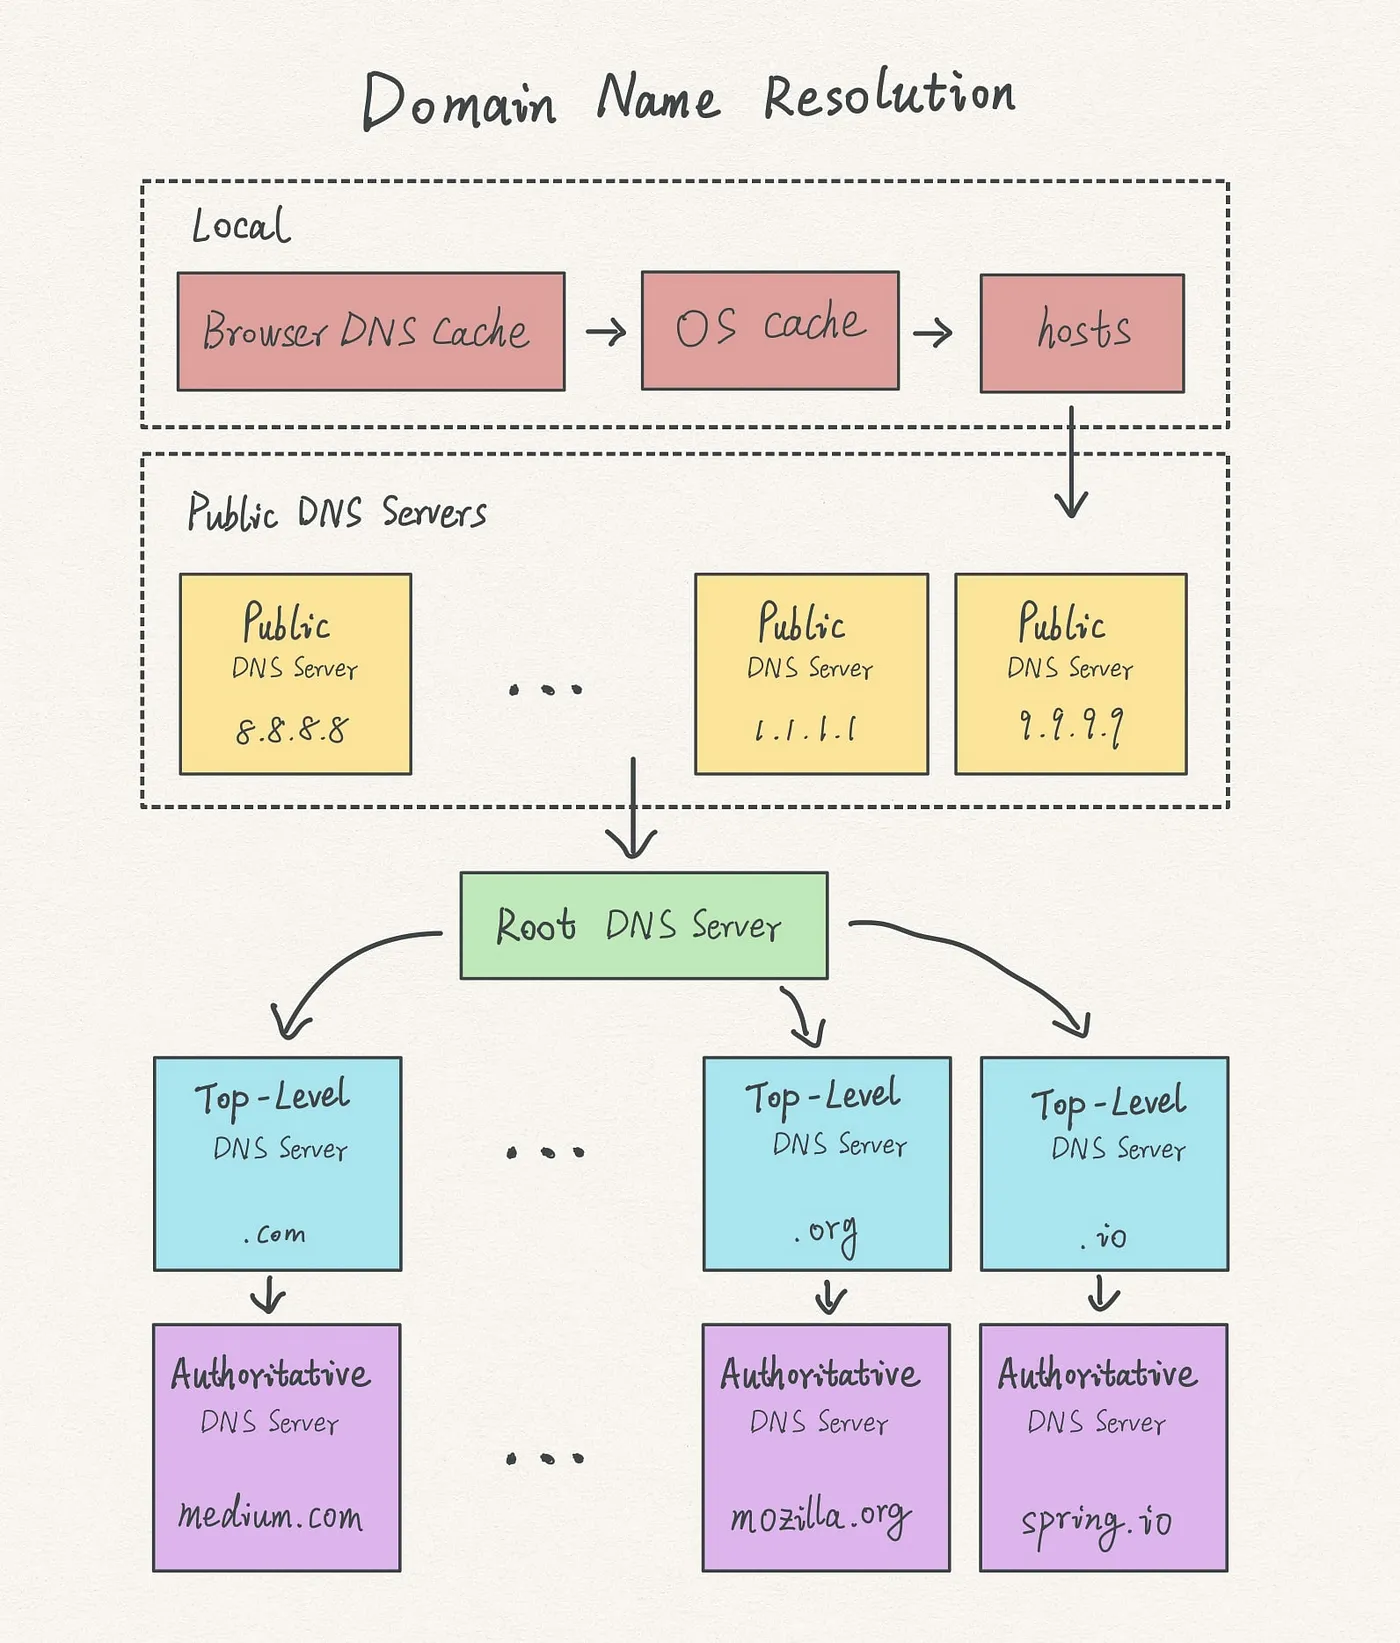 Domain Name Resolution
Local
Browser DNS Cache
OS cache
hosts
Public DNS Servers
Public
DNS Server
8.8.8.8
...
Public
DNS Server
1.1.1.1
Public
DNS Server
9.9.9.9
Root DNS Server
Top-Level
DNS Server
.com
...
Top-Level
DNS Server
.org
Top-Level
DNS Server
.io
Authoritative
DNS Server
medium.com
...
Authoritative
DNS Server
mozilla.org
Authoritative
DNS Server
spring.io